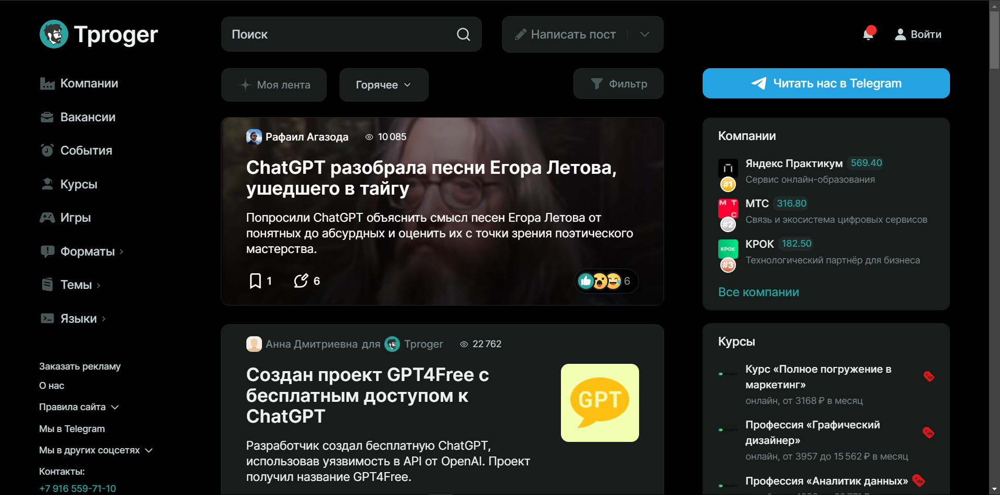 Tproger
Поиск
Написать пост
Войти
Компании
Вакансии
События
Курсы
Игры
Форматы
Темы
Языки
Заказать рекламу
О нас
Правила сайта
Мы в Telegram
Мы в других соцсетях
Контакты:
+7 916 559-71-10
Моя лента
Горячее
Фильтр
Рафаил Агазода
10 085
ChatGPT разобрала песни Егора Летова,
ушедшего в тайгу
Попросили ChatGPT объяснить смысл песен Егора Летова от
понятных до абсурдных и оценить их с точки зрения поэтического
мастерства.
1
6
6
Анна Дмитриевна для Tproger
22 762
Создан проект GPT4Free с
бесплатным доступом к
ChatGPT
GPT
Разработчик создал бесплатную ChatGPT,
использовав уязвимость в API от OpenAI. Проект
получил название GPT4Free.
Читать нас в Telegram
Компании
Яндекс Практикум 569.40
#1
Сервис онлайн-образования
МТС
МТС 316.80
#2
Связь и экосистема цифровых сервисов
КРОК
КРОК 182.50
#3
Технологический партнёр для бизнеса
Все компании
Курсы
Курс «Полное погружение в
маркетинг»
онлайн, от 3168 ₽ в месяц
Профессия «Графический
дизайнер»
онлайн, от 3957 до 15 562 ₽ в месяц
Профессия «Аналитик данных»